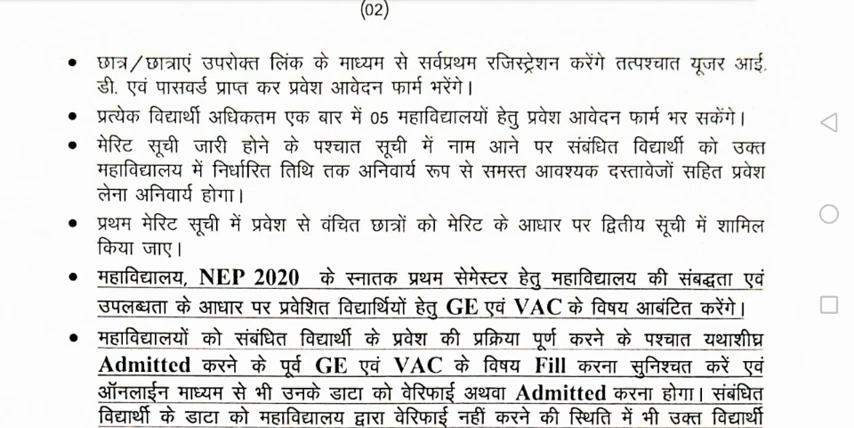 (02)
• छात्र/छात्राएं उपरोक्त लिंक के माध्यम से सर्वप्रथम रजिस्ट्रेशन करेंगे तत्पश्चात यूजर आई.
डी. एवं पासवर्ड प्राप्त कर प्रवेश आवेदन फार्म भरेंगे।
• प्रत्येक विद्यार्थी अधिकतम एक बार में 05 महाविद्यालयों हेतु प्रवेश आवेदन फार्म भर सकेंगे।
• मेरिट सूची जारी होने के पश्चात सूची में नाम आने पर संबंधित विद्यार्थी को उक्त
महाविद्यालय में निर्धारित तिथि तक अनिवार्य रूप से समस्त आवश्यक दस्तावेजों सहित प्रवेश
लेना अनिवार्य होगा।
• प्रथम मेरिट सूची में प्रवेश से वंचित छात्रों को मेरिट के आधार पर द्वितीय सूची में शामिल
किया जाए।
• महाविद्यालय, NEP 2020 के स्नातक प्रथम सेमेस्टर हेतु महाविद्यालय की संबद्धता एवं
उपलब्धता के आधार पर प्रवेशित विद्यार्थियों हेतु GE एवं VAC के विषय आबंटित करेंगे।
• महाविद्यालयों को संबंधित विद्यार्थी के प्रवेश की प्रक्रिया पूर्ण करने के पश्चात यथाशीघ्र
Admitted करने के पूर्व GE एवं VAC के विषय Fill करना सुनिश्चत करें एवं
ऑनलाईन माध्यम से भी उनके डाटा को वेरिफाई अथवा Admitted करना होगा। संबंधित
विद्यार्थी के डाटा को महाविद्यालय द्वारा वेरिफाई नहीं करने की स्थिति में भी उक्त विद्यार्थी